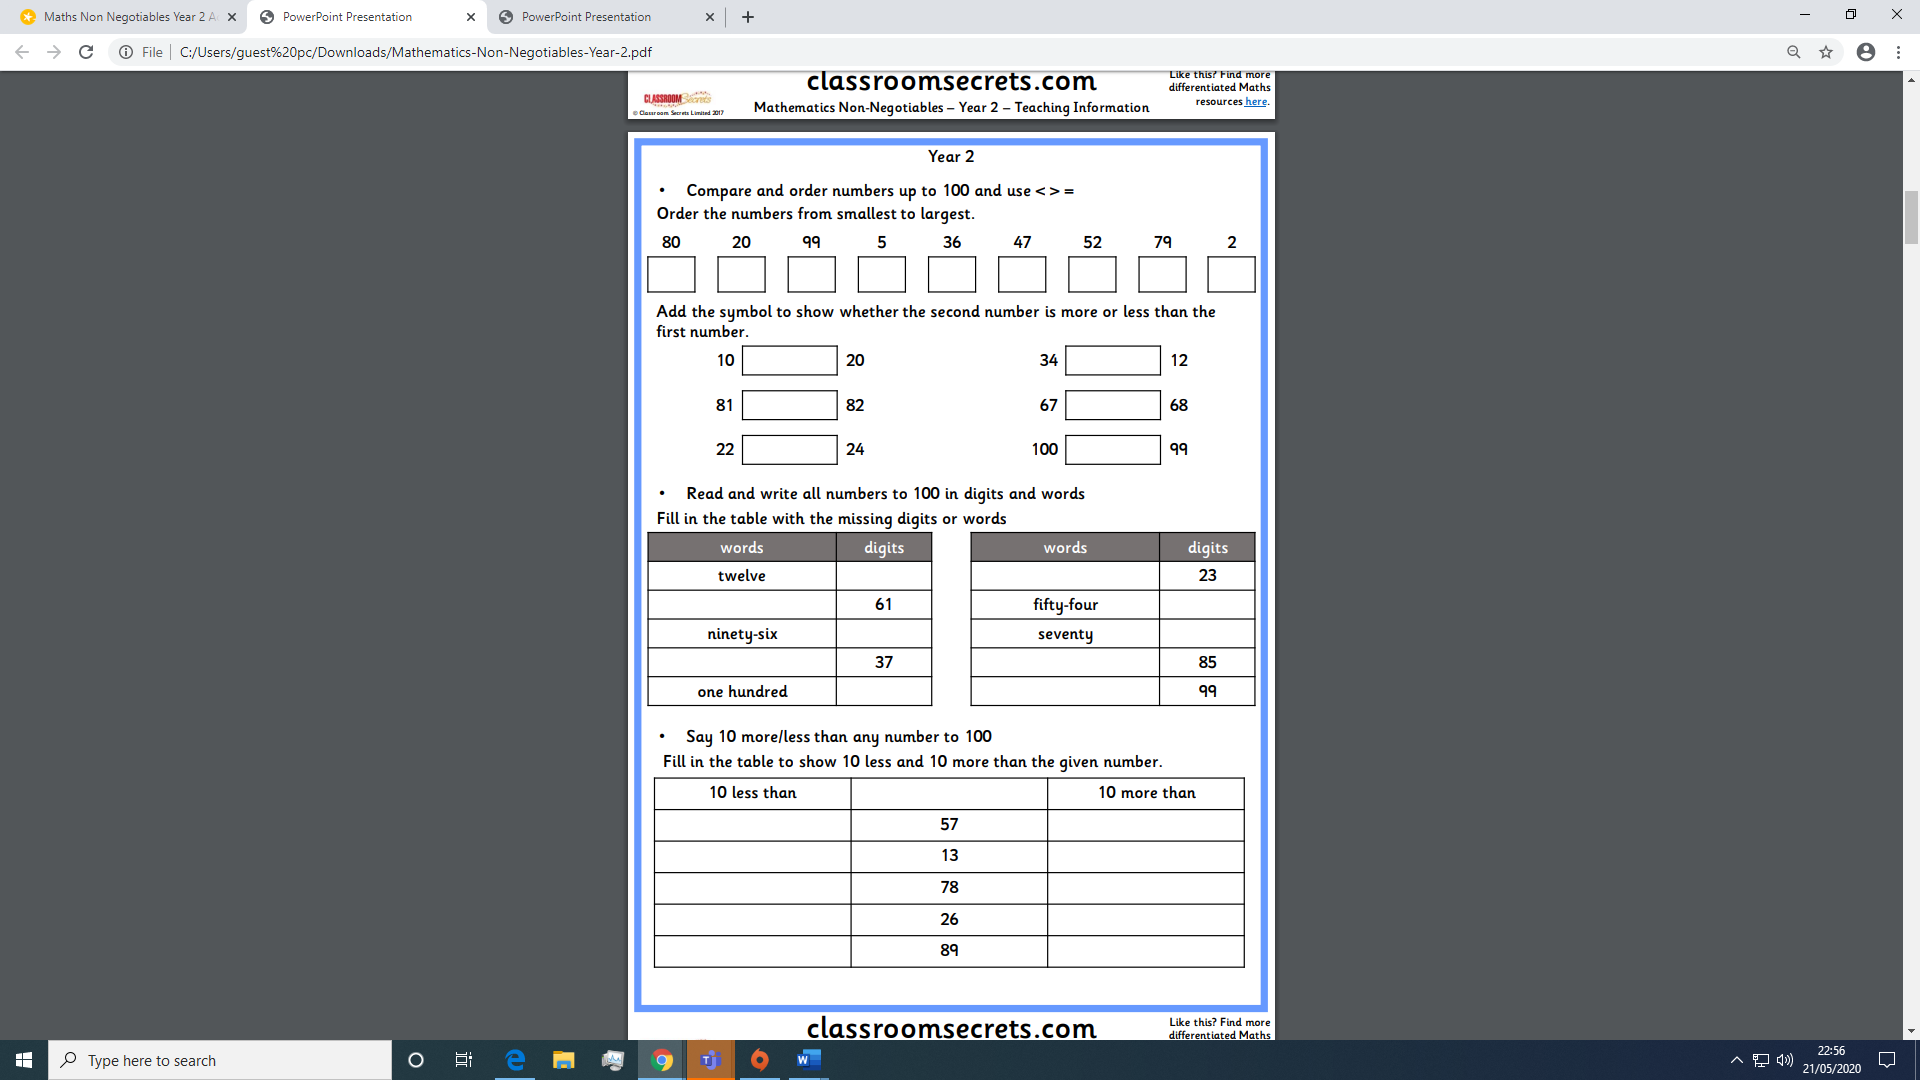 Maths Non Negotiables Year 2 A
PowerPoint Presentation
PowerPoint Presentation
File
C:/Users/guest%20pc/Downloads/Mathematics-Non-Negotiables-Year-2.pdf
classroomsecrets.com
Like this? Find more
differentiated Maths
resources here.
CLASSROOM Secrets
© Classroom Secrets Limited 2017
Mathematics Non-Negotiables – Year 2 – Teaching Information
Year 2
• Compare and order numbers up to 100 and use < > =
Order the numbers from smallest to largest.
80 20 99 5 36 47 52 79 2
Add the symbol to show whether the second number is more or less than the
first number.
10 20 34 12
81 82 67 68
22 24 100 99
• Read and write all numbers to 100 in digits and words
Fill in the table with the missing digits or words
words digits words digits
twelve 23
61 fifty-four
ninety-six seventy
37 85
one hundred 99
• Say 10 more/less than any number to 100
Fill in the table to show 10 less and 10 more than the given number.
10 less than 10 more than
57
13
78
26
89
classroomsecrets.com
Like this? Find more
differentiated Maths
Type here to search
22:56
21/05/2020